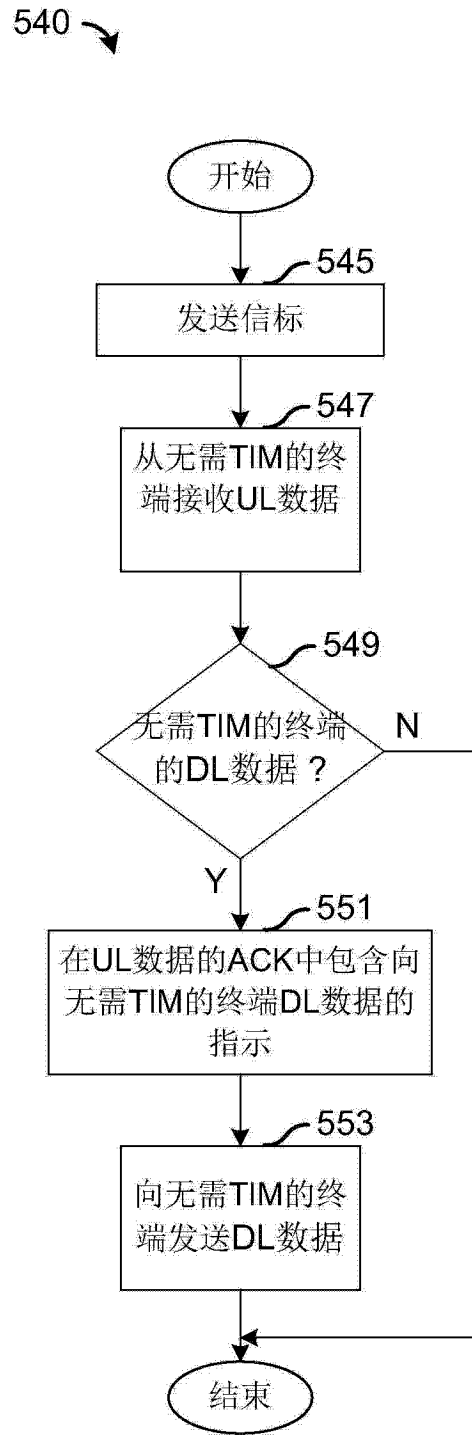 540
开始
545
发送信标
547
从无需TIM的终
端接收UL数据
549
无需TIM的终端
的DL数据？
N
Y
551
在UL数据的ACK中包含向
无需TIM的终端DL数据的
指示
553
向无需TIM的终
端发送DL数据
结束